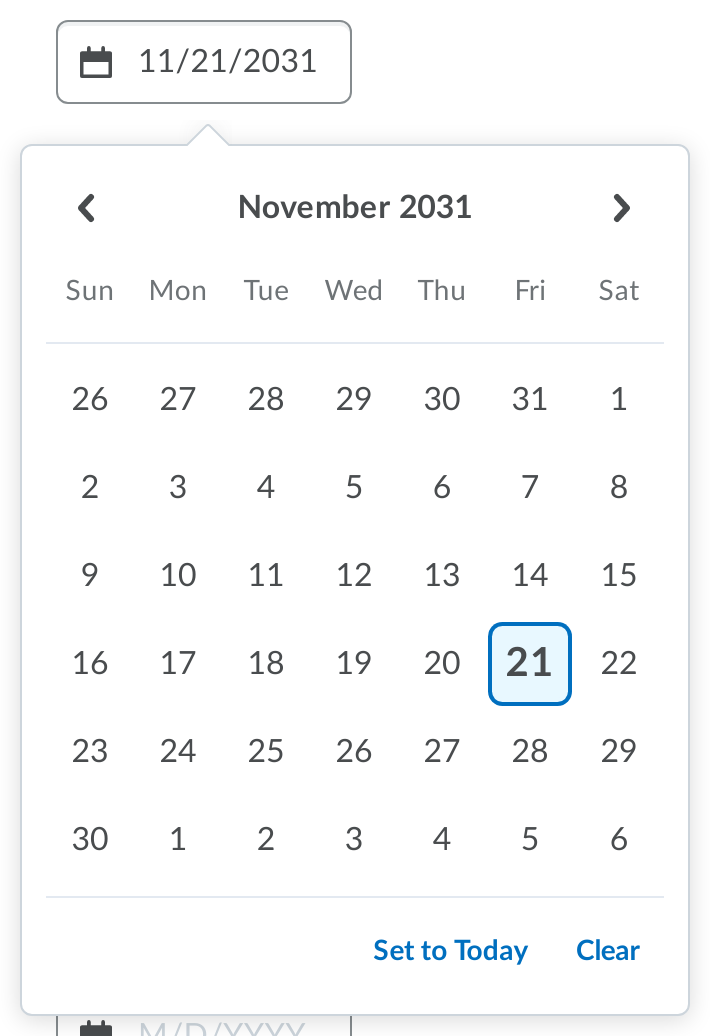 11/21/2031
November 2031
Sun Mon Tue Wed Thu Fri Sat
26 27 28 29 30 31 1
2 3 4 5 6 7 8
9 10 11 12 13 14 15
16 17 18 19 20 21 22
23 24 25 26 27 28 29
30 1 2 3 4 5 6
Set to Today Clear
M/D/YYYY